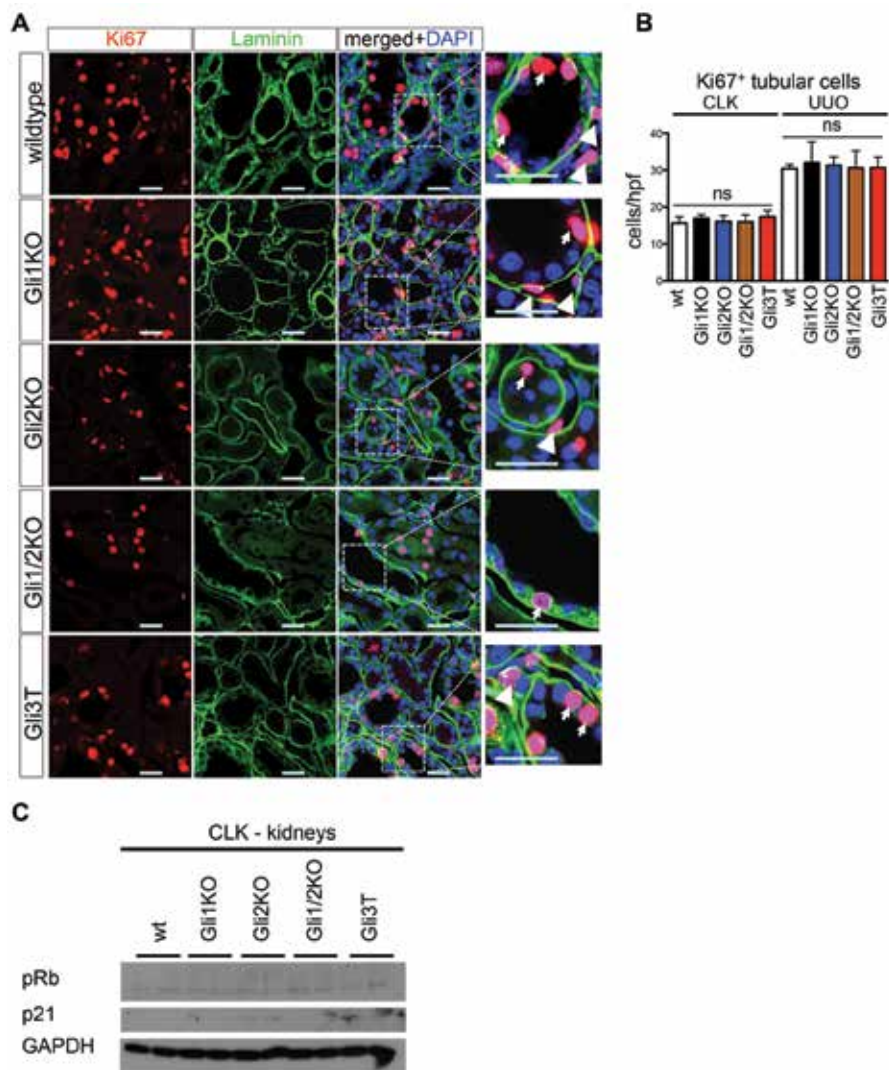 A
Ki67 Laminin merged+DAPI
wildtype
Gli1KO
Gli2KO
Gli1/2KO
Gli3T
B
Ki67⁺ tubular cells
CLK UUO
ns ns
cells/hpf
40
30
20
10
0
wt Gli1KO Gli2KO Gli1/2KO Gli3T wt Gli1KO Gli2KO Gli1/2KO Gli3T
C
CLK - kidneys
wt Gli1KO Gli2KO Gli1/2KO Gli3T
pRb
p21
GAPDH